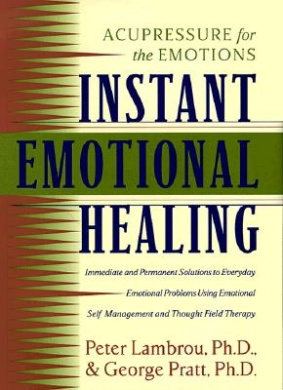 ACUPRESSURE for
the EMOTIONS
INSTANT
EMOTIONAL
HEALING
Immediate and Permanent Solutions to Everyday
Emotional Problems Using Emotional
Self Management and Thought Field Therapy
Peter Lambrou, Ph.D.,
& George Pratt, Ph.D.